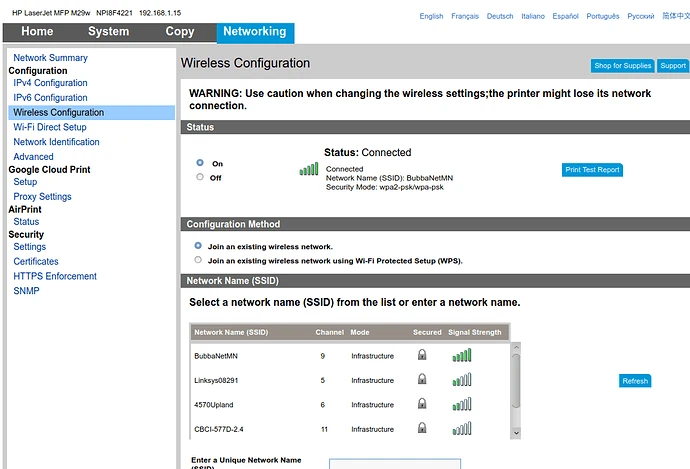 HP LaserJet MFP M29w NPI8F4221 192.168.1.15
English Français Deutsch Italiano Español Português Русский 简体中文
Home System Copy Networking
Network Summary
Configuration
IPv4 Configuration
IPv6 Configuration
Wireless Configuration
Wi-Fi Direct Setup
Network Identification
Advanced
Google Cloud Print
Setup
Proxy Settings
AirPrint
Status
Security
Settings
Certificates
HTTPS Enforcement
SNMP
Wireless Configuration
Shop for Supplies Support
WARNING: Use caution when changing the wireless settings;the printer might lose its network
connection.
Status
On
Off
Status: Connected
Connected
Network Name (SSID): BubbaNetMN
Security Mode: wpa2-psk/wpa-psk
Print Test Report
Configuration Method
Join an existing wireless network.
Join an existing wireless network using Wi-Fi Protected Setup (WPS).
Network Name (SSID)
Select a network name (SSID) from the list or enter a network name.
Network Name (SSID) Channel Mode Secured Signal Strength
BubbaNetMN 9 Infrastructure
Linksys08291 5 Infrastructure
4570Upland 6 Infrastructure
CBCI-577D-2.4 11 Infrastructure
Refresh
Enter a Unique Network Name
(SSID)